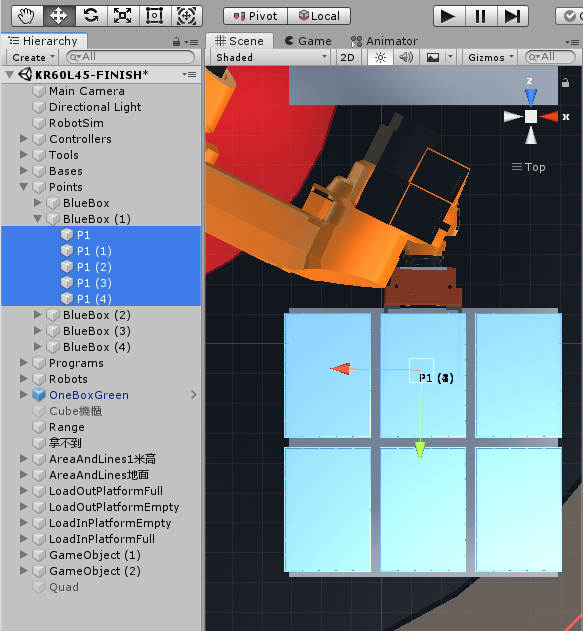 Pivot Local
Hierarchy
Create All
KR60L45-FINISH*
Main Camera
Directional Light
RobotSim
Controllers
Tools
Bases
Points
BlueBox
BlueBox (1)
P1
P1 (1)
P1 (2)
P1 (3)
P1 (4)
BlueBox (2)
BlueBox (3)
BlueBox (4)
Programs
Robots
OneBoxGreen
Cube機櫃
Range
拿不到
AreaAndLines1米高
AreaAndLines地面
LoadOutPlatformFull
LoadOutPlatformEmpty
LoadInPlatformEmpty
LoadInPlatformFull
GameObject (1)
GameObject (2)
Quad
Scene Game Animator
Shaded 2D Gizmos All
z
x
Top